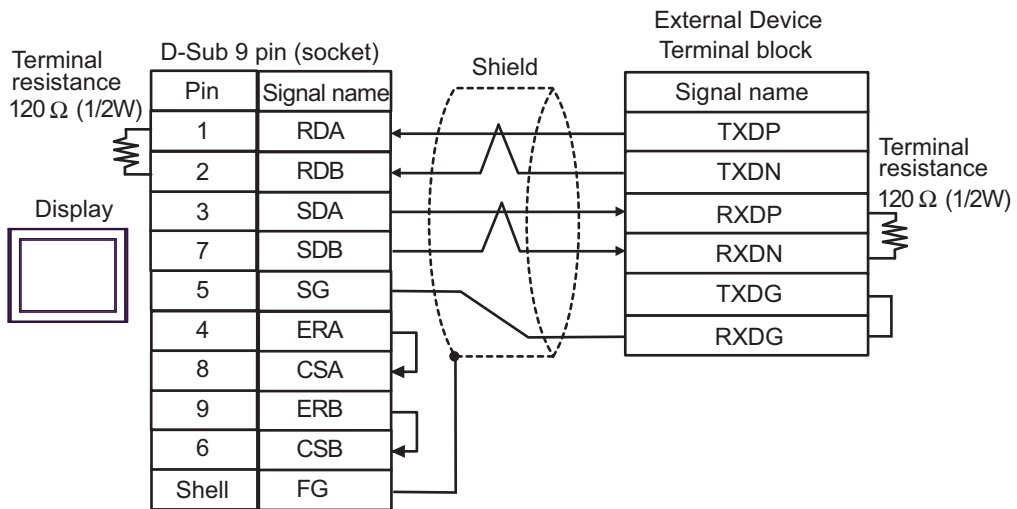 External Device
Terminal block
D-Sub 9 pin (socket)
Terminal
resistance
120 Ω (1/2W)
Shield
Pin Signal name
Signal name
1 RDA
TXDP
2 RDB
TXDN
Terminal
resistance
120 Ω (1/2W)
Display
3 SDA
RXDP
7 SDB
RXDN
5 SG
TXDG
4 ERA
RXDG
8 CSA
9 ERB
6 CSB
Shell FG